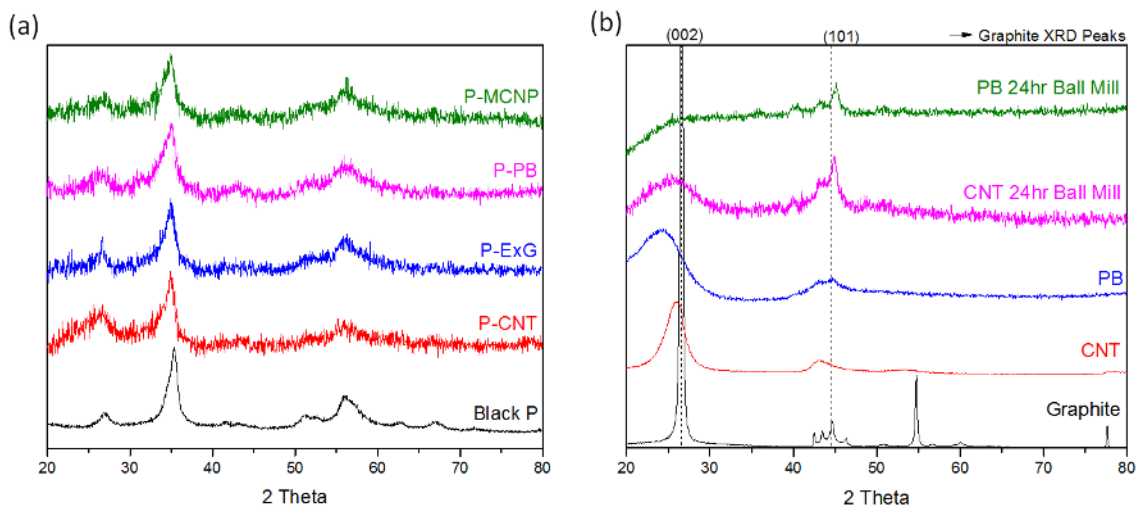 (a)
P-MCNP
P-PB
P-ExG
P-CNT
Black P
20 30 40 50 60 70 80
2 Theta
(b)
(002) (101) Graphite XRD Peaks
PB 24hr Ball Mill
CNT 24hr Ball Mill
PB
CNT
Graphite
20 30 40 50 60 70 80
2 Theta